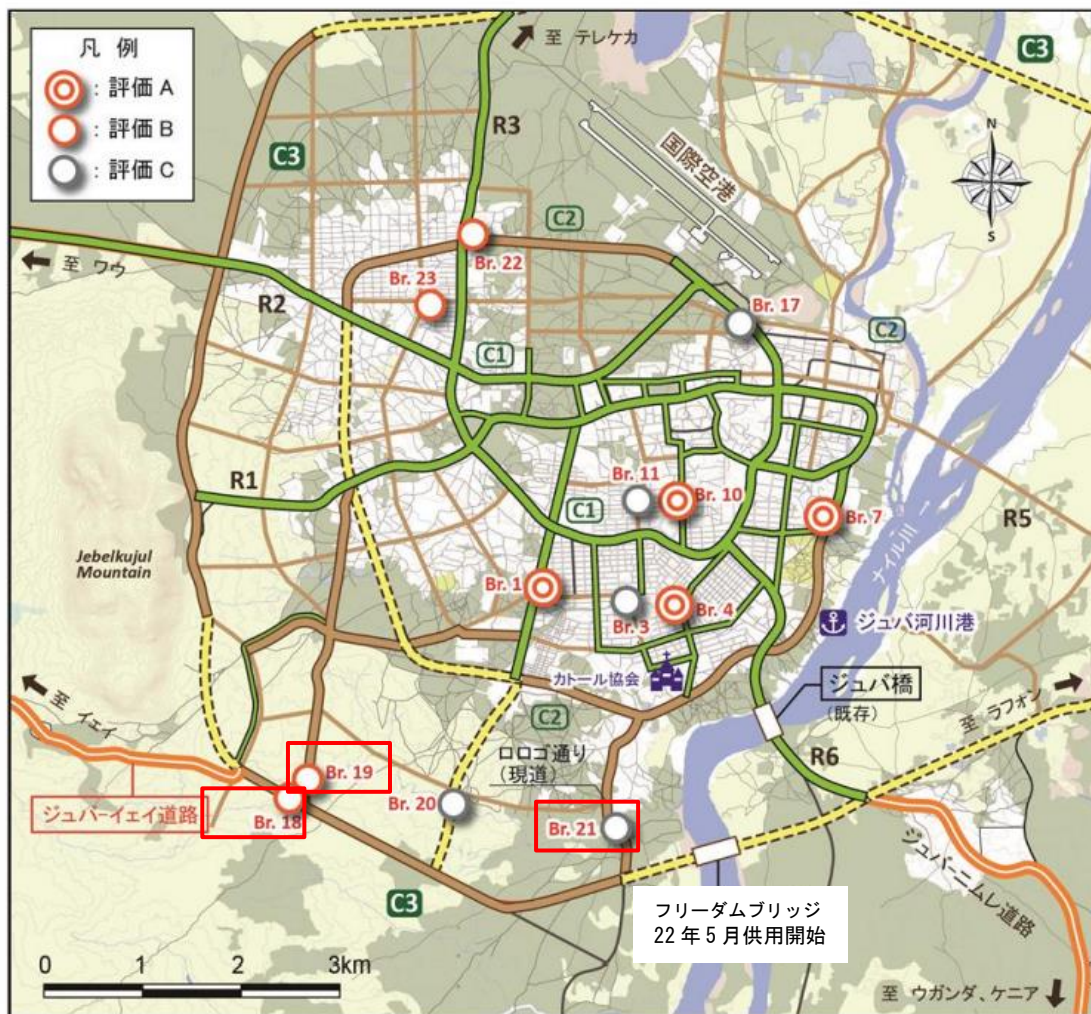 凡 例
: 評価 A
: 評価 B
: 評価 C
至 テレケカ
C3
N
S
R3
C3
国際空港
C2
至 ワウ
Br. 22
Br. 23
R2
Br. 17
C2
C1
R1
Br. 11
Br. 10
C1
Br. 7
R5
ナイル川
Jebelkujul
Mountain
Br. 1
Br. 3
Br. 4
ジュバ河川港
カトール協会
ジュバ橋
(既存)
至 イェイ
C2
至 ラフォン
ロロゴ通り
(現道)
R6
Br. 19
Br. 20
ジュバ-イェイ道路
Br. 18
Br. 21
ジュバーニムレ道路
C3
フリーダムブリッジ
22 年 5 月供用開始
0 1 2 3km
至 ウガンダ、ケニア